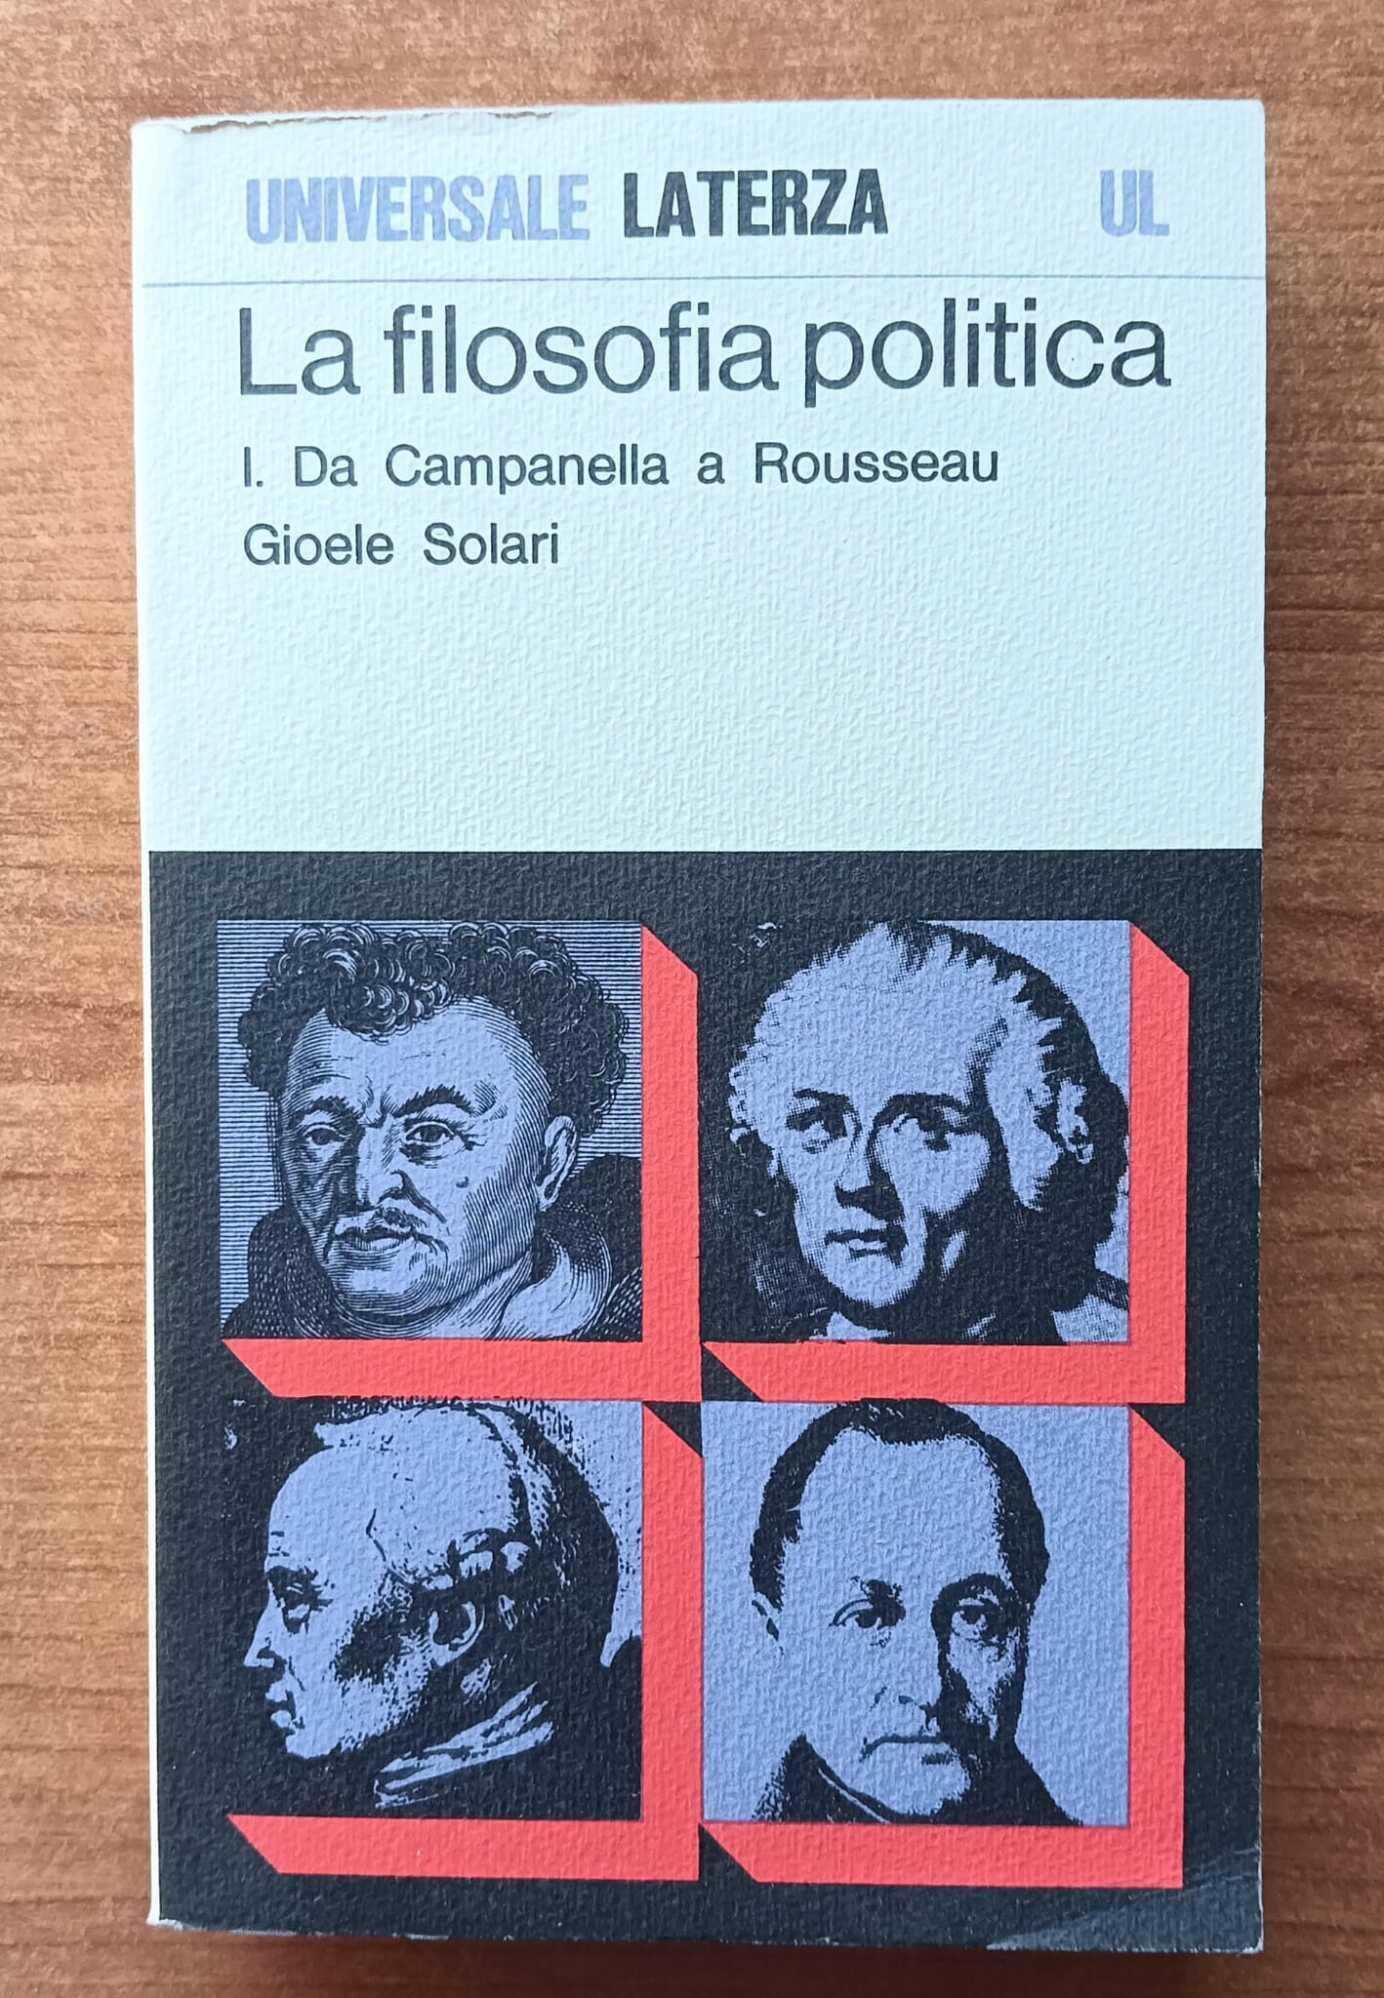 UNIVERSALE LATERZA UL
La filosofia politica
I. Da Campanella a Rousseau
Gioele Solari